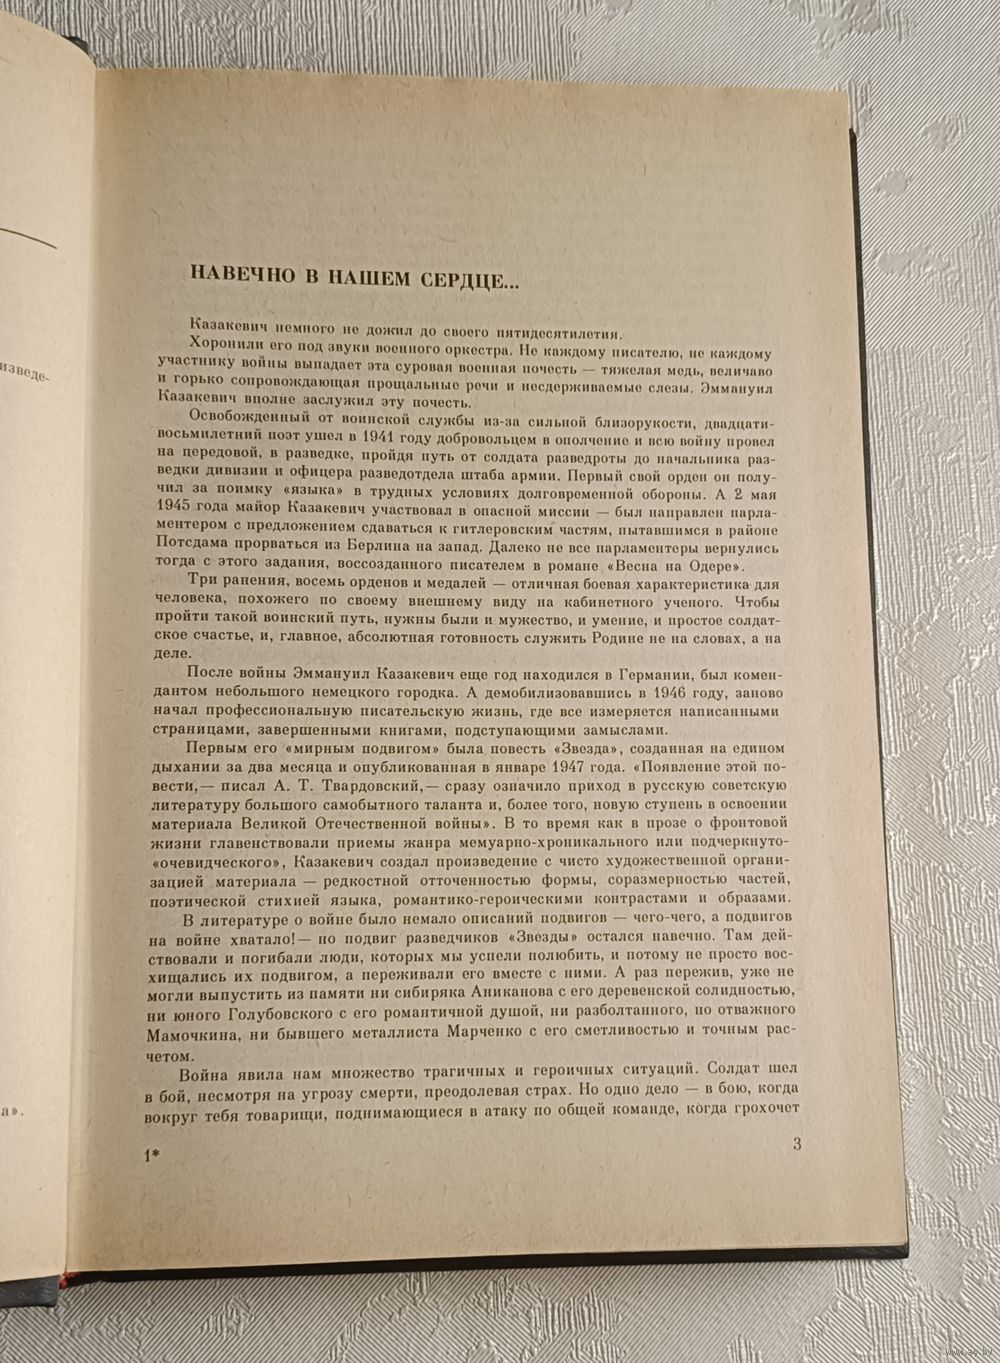 изведе-
а».
НАВЕЧНО В НАШЕМ СЕРДЦЕ...
Казакевич немного не дожил до своего пятидесятилетия.
Хоронили его под звуки военного оркестра. Не каждому писателю, не каждому
участнику войны выпадает эта суровая военная почесть — тяжелая медь, величаво
и горько сопровождающая прощальные речи и несдерживаемые слезы. Эммануил
Казакевич вполне заслужил эту почесть.
Освобожденный от воинской службы из-за сильной близорукости, двадцати-
восьмилетний поэт ушел в 1941 году добровольцем в ополчение и всю войну провел
на передовой, в разведке, пройдя путь от солдата разведроты до начальника раз-
ведки дивизии и офицера разведотдела штаба армии. Первый свой орден он полу-
чил за поимку «языка» в трудных условиях долговременной обороны. А 2 мая
1945 года майор Казакевич участвовал в опасной миссии — был направлен парла-
ментером с предложением сдаваться к гитлеровским частям, пытавшимся в районе
Потсдама прорваться из Берлина на запад. Далеко не все парламентеры вернулись
тогда с этого задания, воссозданного писателем в романе «Весна на Одере».
Три ранения, восемь орденов и медалей — отличная боевая характеристика для
человека, похожего по своему внешнему виду на кабинетного ученого. Чтобы
пройти такой воинский путь, нужны были и мужество, и умение, и простое солдат-
ское счастье, и, главное, абсолютная готовность служить Родине не на словах, а на
деле.
После войны Эммануил Казакевич еще год находился в Германии, был комен-
дантом небольшого немецкого городка. А демобилизовавшись в 1946 году, заново
начал профессиональную писательскую жизнь, где все измеряется написанными
страницами, завершенными книгами, подступающими замыслами.
Первым его «мирным подвигом» была повесть «Звезда», созданная на едином
дыхании за два месяца и опубликованная в январе 1947 года. «Появление этой по-
вести,— писал А. Т. Твардовский,— сразу означило приход в русскую советскую
литературу большого самобытного таланта и, более того, новую ступень в освоении
материала Великой Отечественной войны». В то время как в прозе о фронтовой
жизни главенствовали приемы жанра мемуарно-хроникального или подчеркнуто-
«очевидческого», Казакевич создал произведение с чисто художественной органи-
зацией материала — редкостной отточенностью формы, соразмерностью частей,
поэтической стихией языка, романтико-героическими контрастами и образами.
В литературе о войне было немало описаний подвигов — чего-чего, а подвигов
на войне хватало!— но подвиг разведчиков «Звезды» остался навечно. Там дей-
ствовали и погибали люди, которых мы успели полюбить, и потому не просто вос-
хищались их подвигом, а переживали его вместе с ними. А раз пережив, уже не
могли выпустить из памяти ни сибиряка Аниканова с его деревенской солидностью,
ни юного Голубовского с его романтичной душой, ни разболтанного, но отважного
Мамочкина, ни бывшего металлиста Марченко с его сметливостью и точным рас-
четом.
Война явила нам множество трагичных и героичных ситуаций. Солдат шел
в бой, несмотря на угрозу смерти, преодолевая страх. Но одно дело — в бою, когда
вокруг тебя товарищи, поднимающиеся в атаку по общей команде, когда грохочет
1*
3
www.ay.by